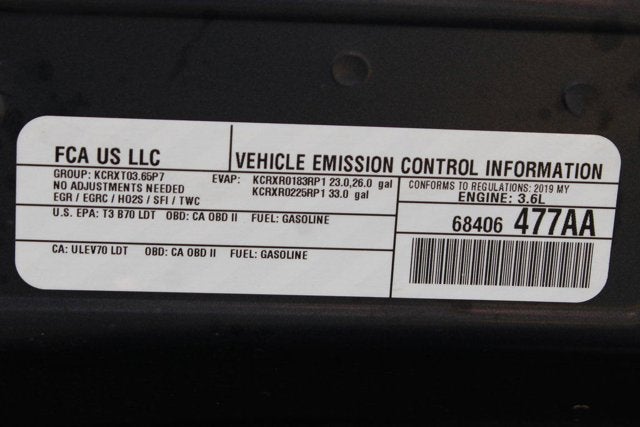 FCA US LLC
VEHICLE EMISSION CONTROL INFORMATION
GROUP: KCRXT03.65P7
NO ADJUSTMENTS NEEDED
EGR / EGRC / HO2S / SFI / TWC
EVAP: KCRXR0183RP1 23.0,26.0 gal
KCRXR0225RP1 33.0 gal
CONFORMS TO REGULATIONS: 2019 MY
ENGINE: 3.6L
U.S. EPA: T3 B70 LDT OBD: CA OBD II FUEL: GASOLINE
68406 477AA
CA: ULEV70 LDT OBD: CA OBD II FUEL: GASOLINE